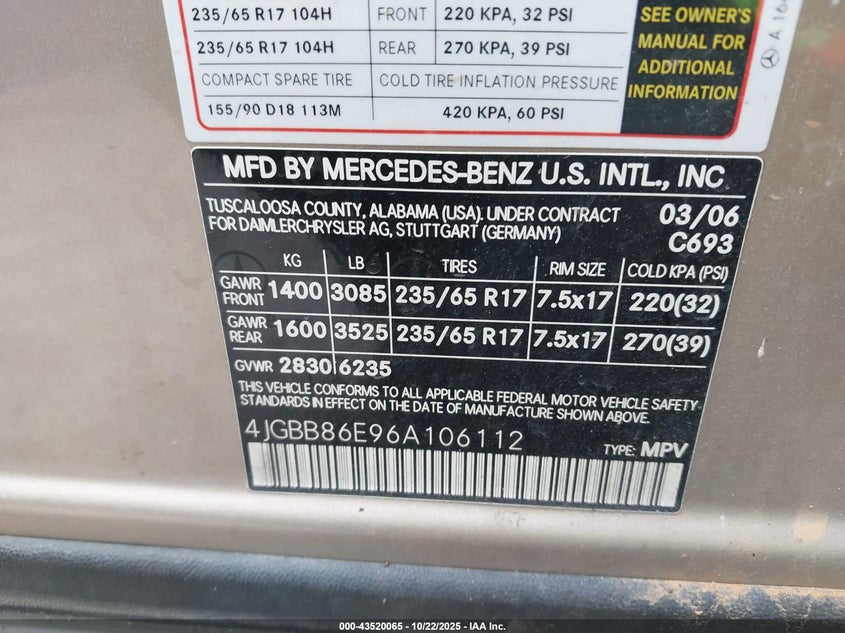 235/65 R17 104H FRONT 220 KPA, 32 PSI
235/65 R17 104H REAR 270 KPA, 39 PSI
COMPACT SPARE TIRE COLD TIRE INFLATION PRESSURE
155/90 D18 113M 420 KPA, 60 PSI
SEE OWNER'S
MANUAL FOR
ADDITIONAL
INFORMATION
MFD BY MERCEDES-BENZ U.S. INTL., INC
TUSCALOOSA COUNTY, ALABAMA (USA). UNDER CONTRACT
FOR DAIMLERCHRYSLER AG, STUTTGART (GERMANY)
03/06
C693
KG LB TIRES RIM SIZE COLD KPA (PSI)
GAWR FRONT 1400 3085 235/65 R17 7.5x17 220(32)
GAWR REAR 1600 3525 235/65 R17 7.5x17 270(39)
GVWR 2830 6235
THIS VEHICLE CONFORMS TO ALL APPLICABLE FEDERAL MOTOR VEHICLE SAFETY
STANDARDS IN EFFECT ON THE DATE OF MANUFACTURE SHOWN ABOVE.
4JGBB86E96A106112
TYPE: MPV
000-43520065 - 10/22/2025 - IAA Inc.